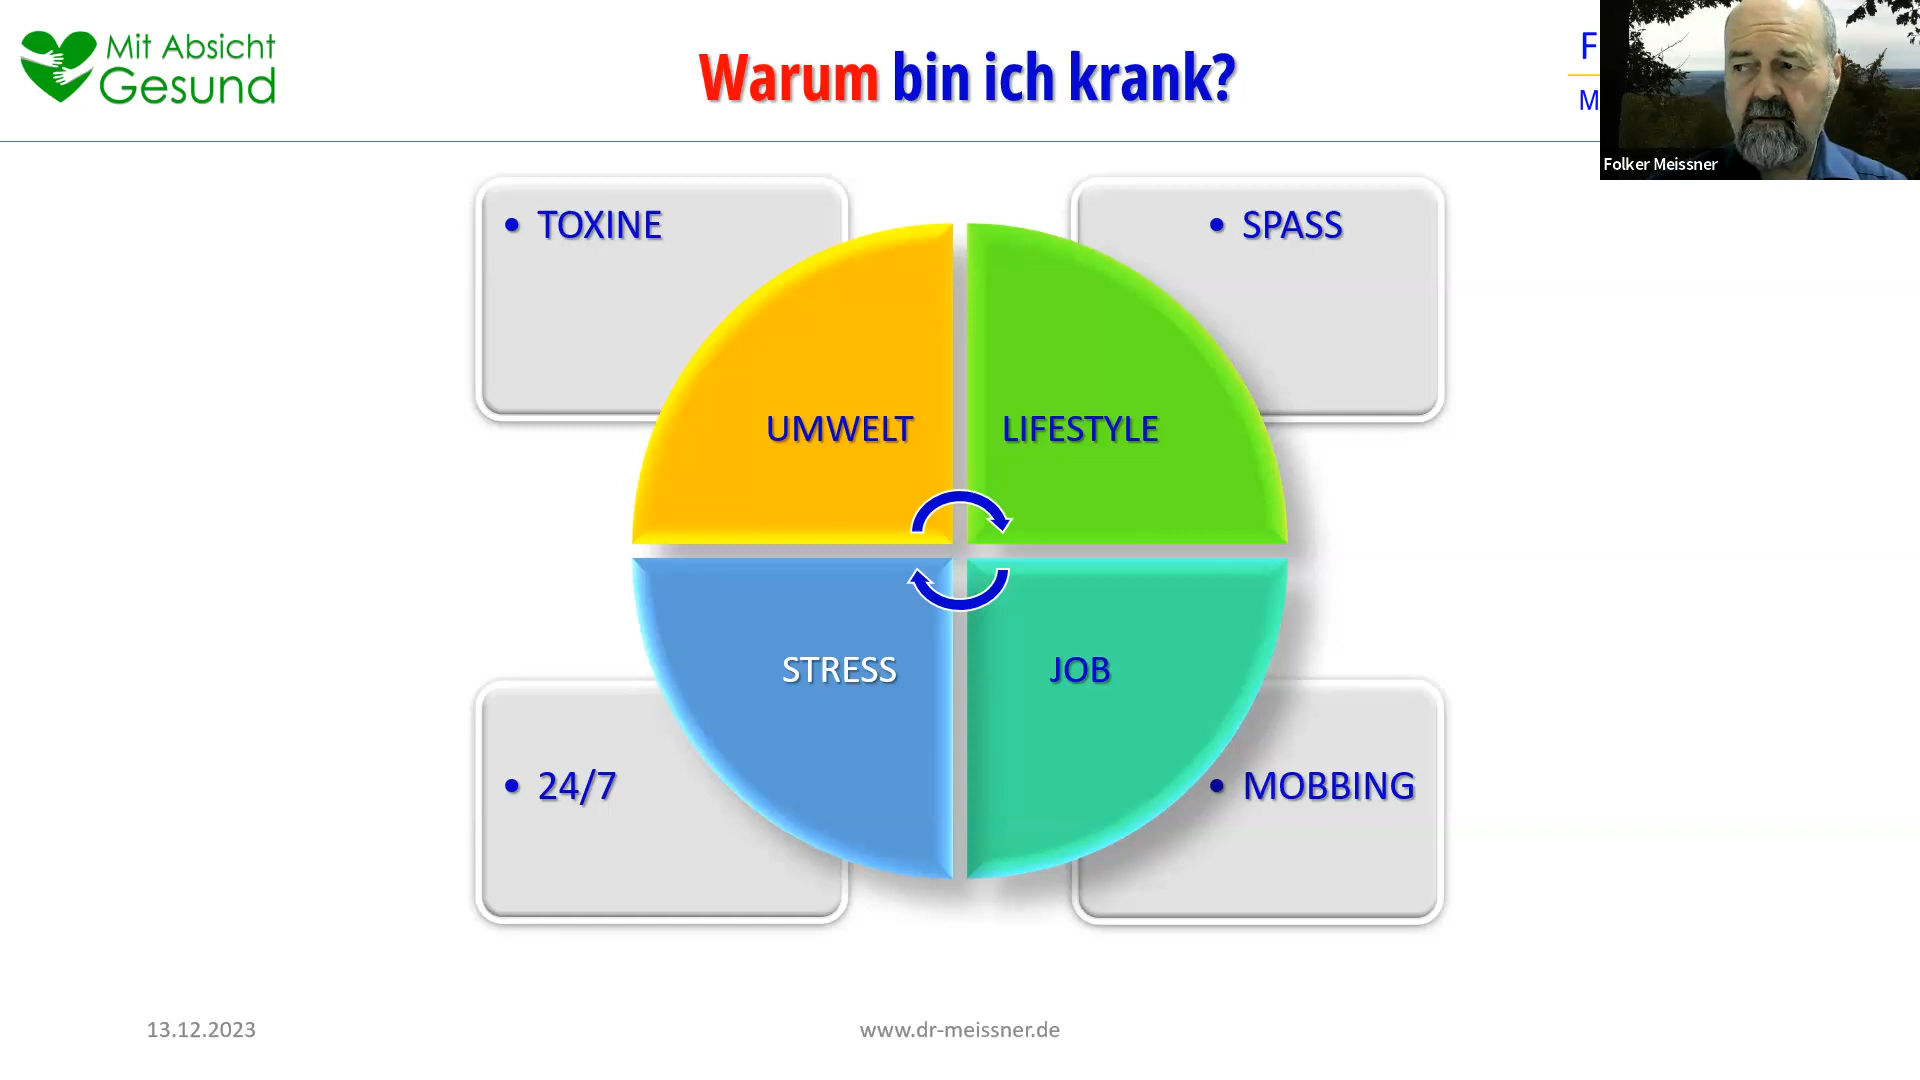 Mit Absicht
Gesund
Warum bin ich krank?
F
M
Folker Meissner
• TOXINE
• SPASS
UMWELT
LIFESTYLE
STRESS
JOB
• 24/7
• MOBBING
13.12.2023
www.dr-meissner.de